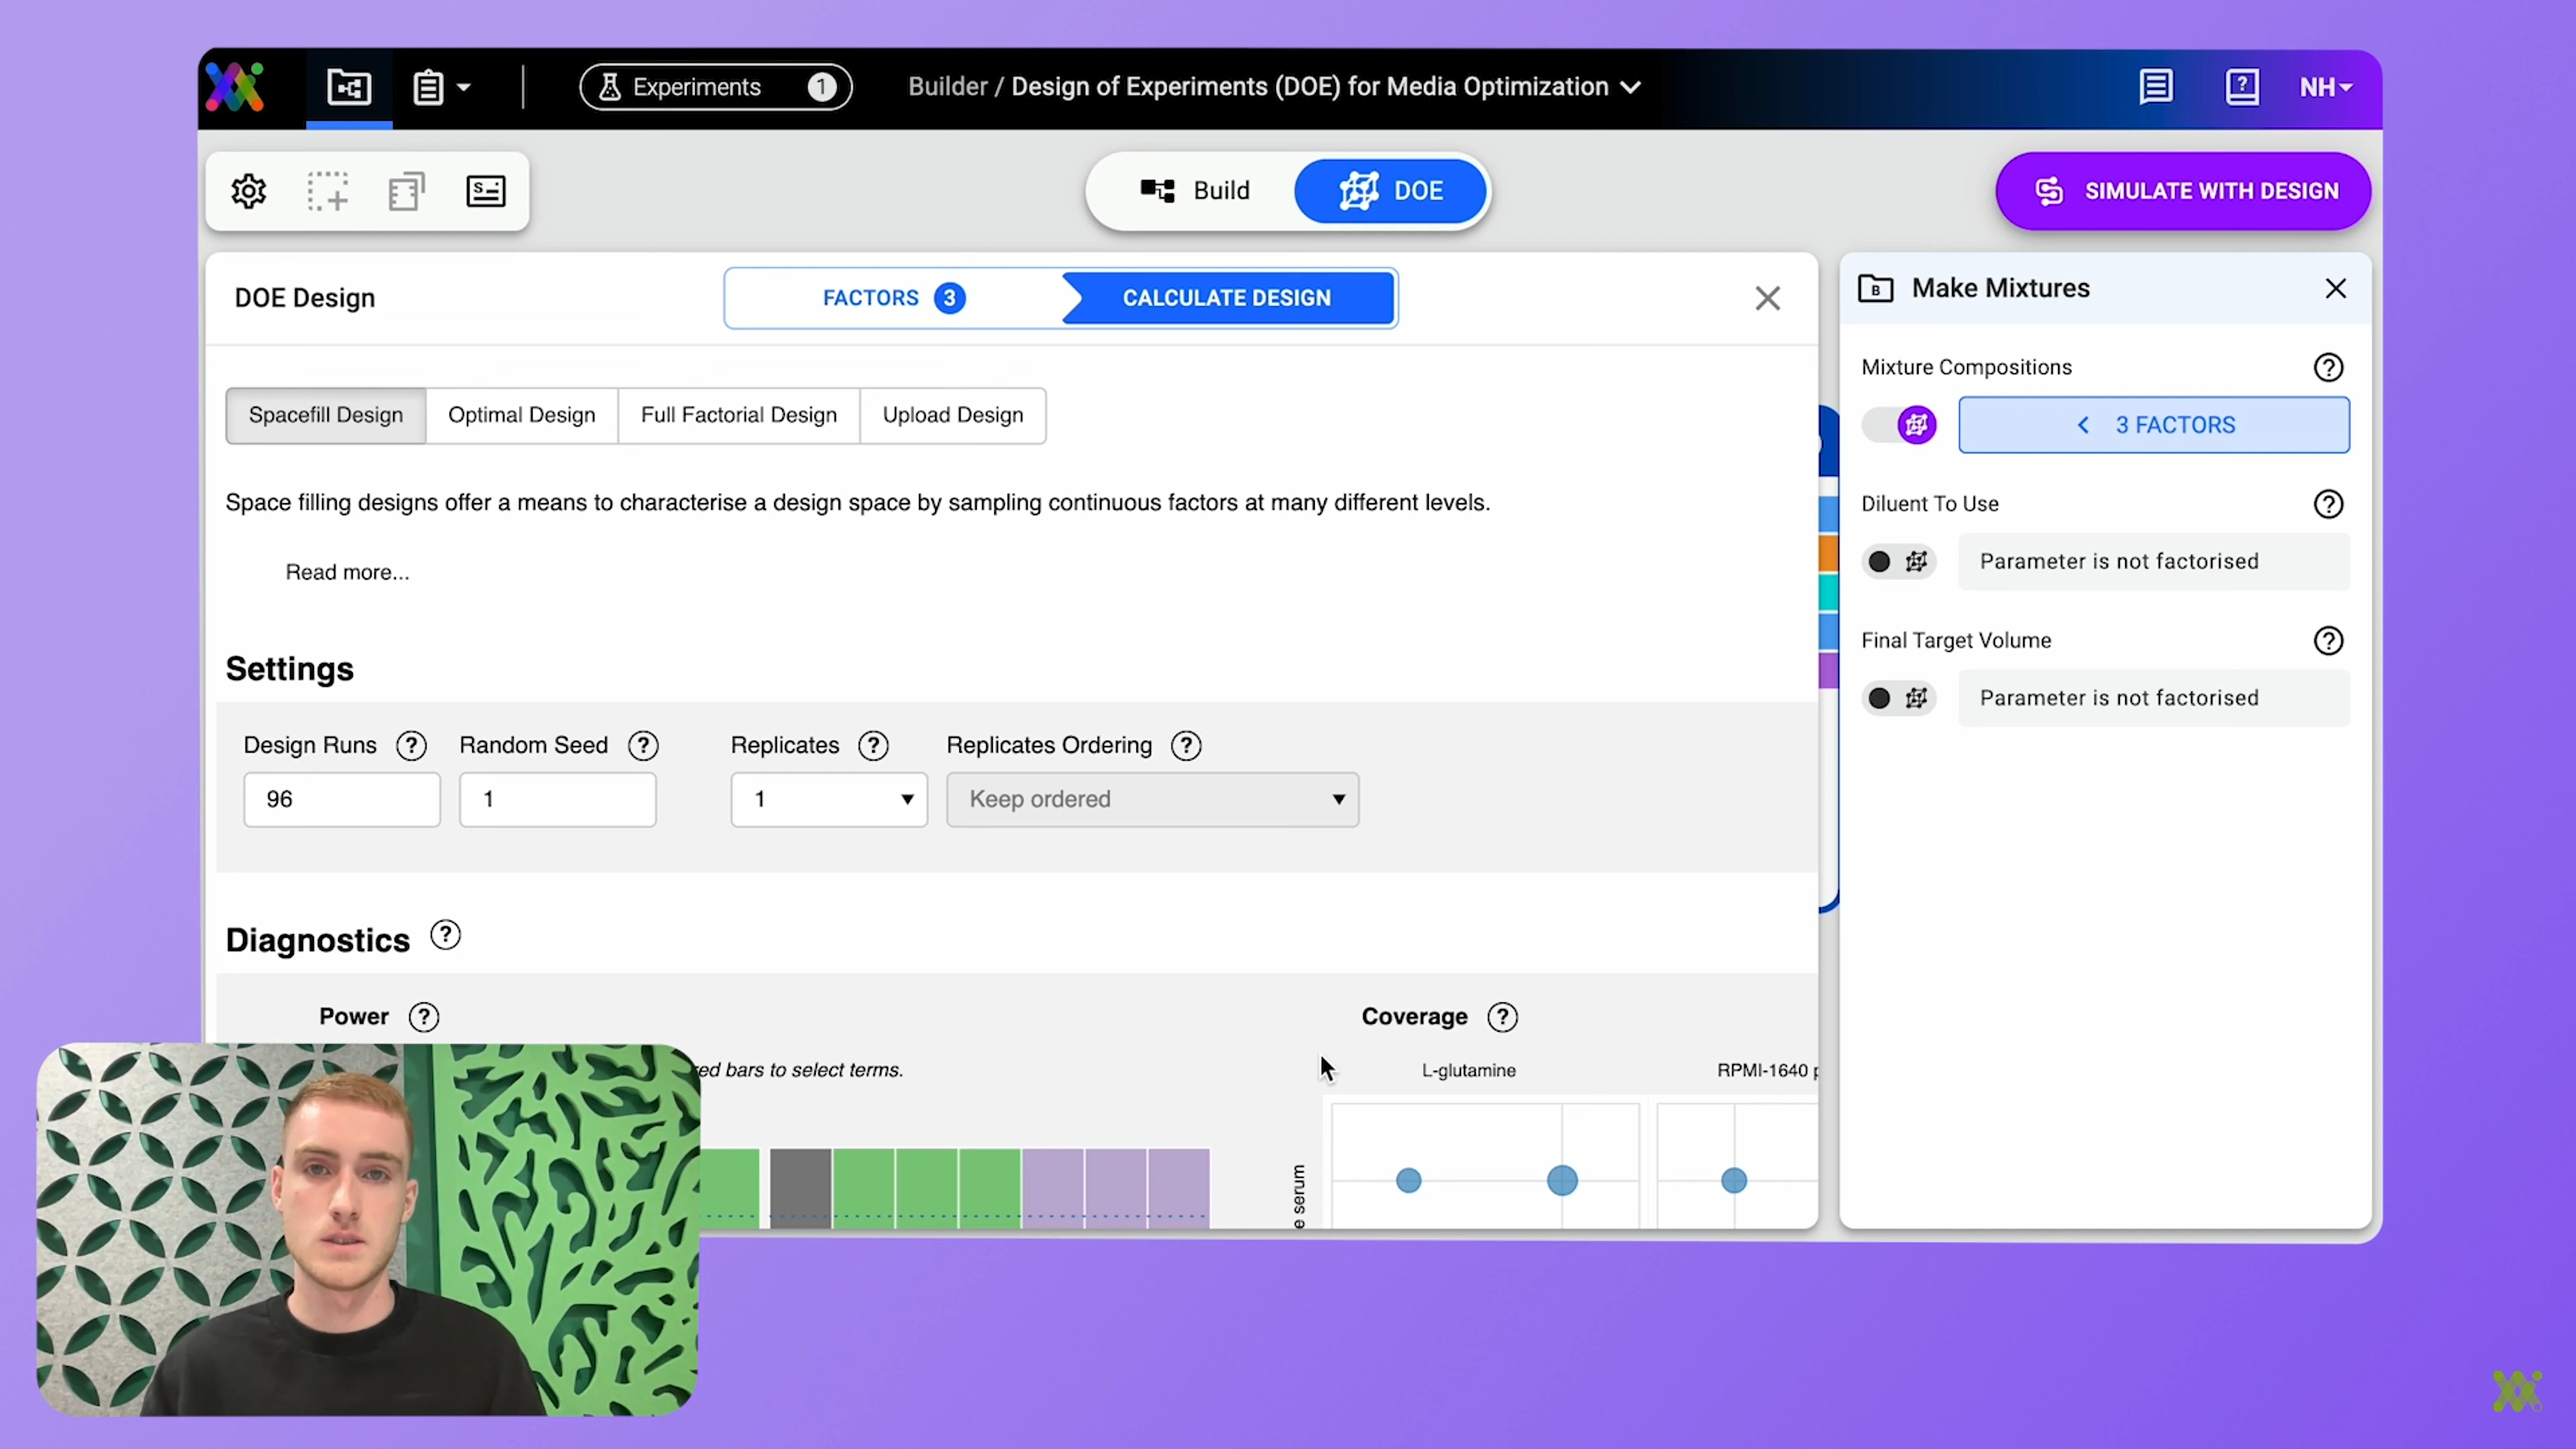 Experiments 1
Builder / Design of Experiments (DOE) for Media Optimization
NH
Build
DOE
SIMULATE WITH DESIGN
DOE Design
FACTORS 3
CALCULATE DESIGN
Make Mixtures
Mixture Compositions
3 FACTORS
Diluent To Use
Parameter is not factorised
Final Target Volume
Parameter is not factorised
Spacefill Design
Optimal Design
Full Factorial Design
Upload Design
Space filling designs offer a means to characterise a design space by sampling continuous factors at many different levels.
Read more...
Settings
Design Runs
Random Seed
Replicates
Replicates Ordering
96
1
1
Keep ordered
Diagnostics
Power
Coverage
bars to select terms.
L-glutamine
RPMI-1640
serum